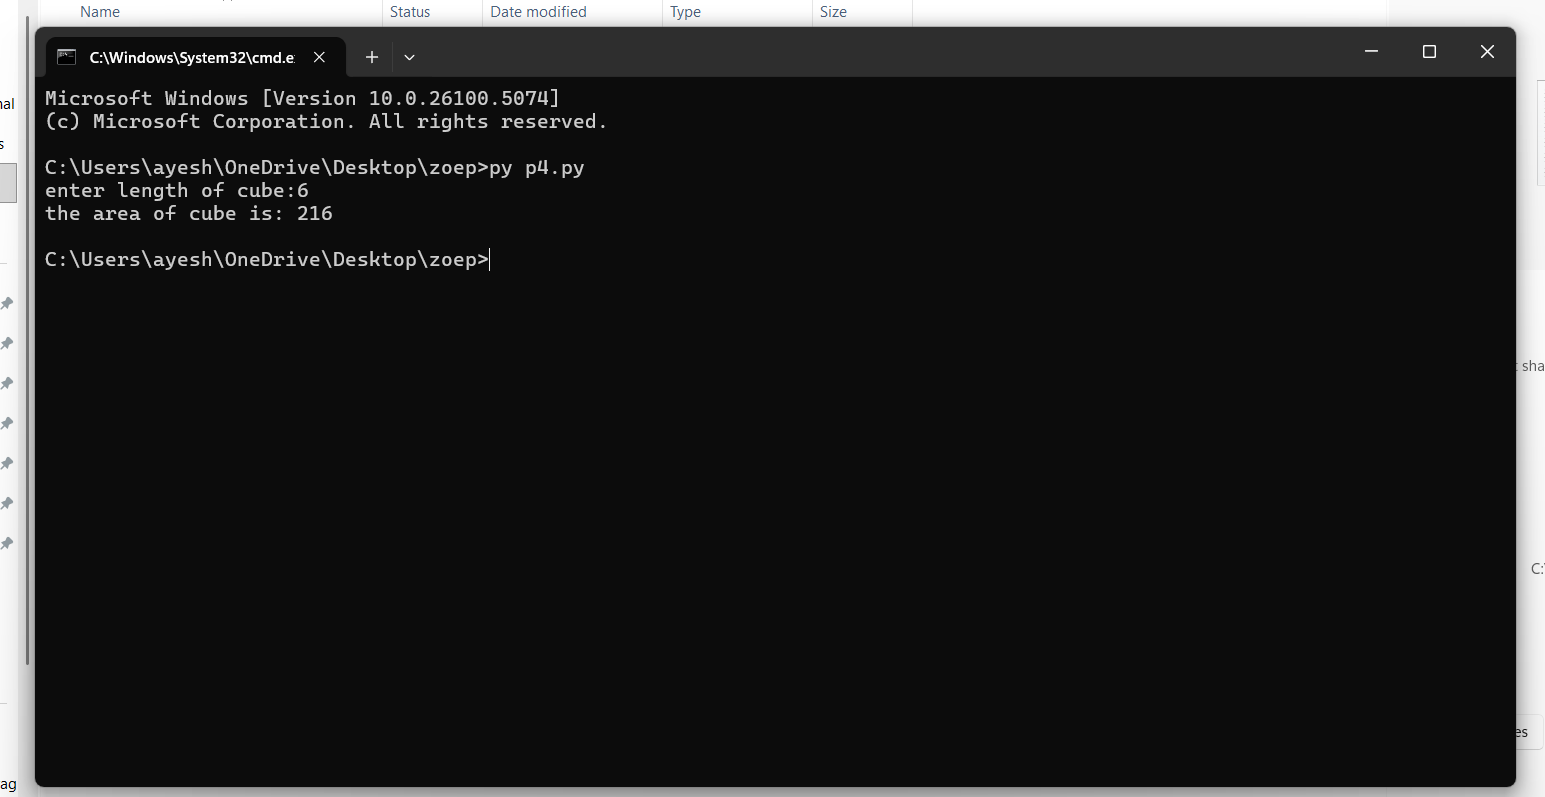 Name Status Date modified Type Size
C:\Windows\System32\cmd.e
Microsoft Windows [Version 10.0.26100.5074]
(c) Microsoft Corporation. All rights reserved.
C:\Users\ayesh\OneDrive\Desktop\zoep>py p4.py
enter length of cube:6
the area of cube is: 216
C:\Users\ayesh\OneDrive\Desktop\zoep>